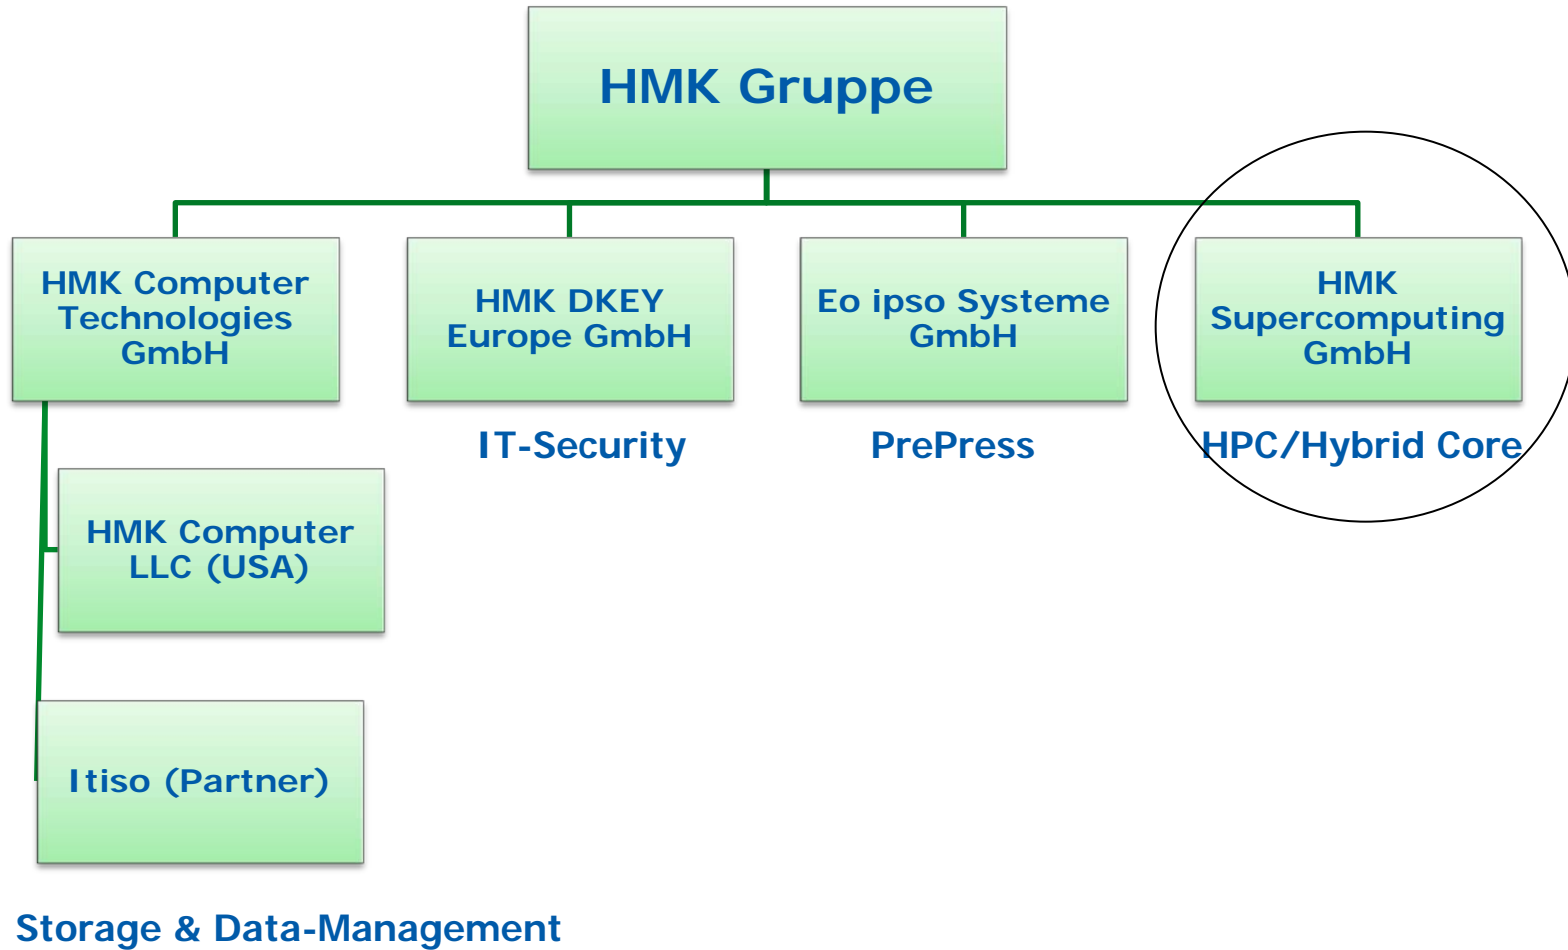 HMK Gruppe
HMK Computer
Technologies
GmbH
HMK DKEY
Europe GmbH
Eo ipso Systeme
GmbH
HMK
Supercomputing
GmbH
IT-Security
PrePress
HPC/Hybrid Core
HMK Computer
LLC (USA)
Itiso (Partner)
Storage & Data-Management